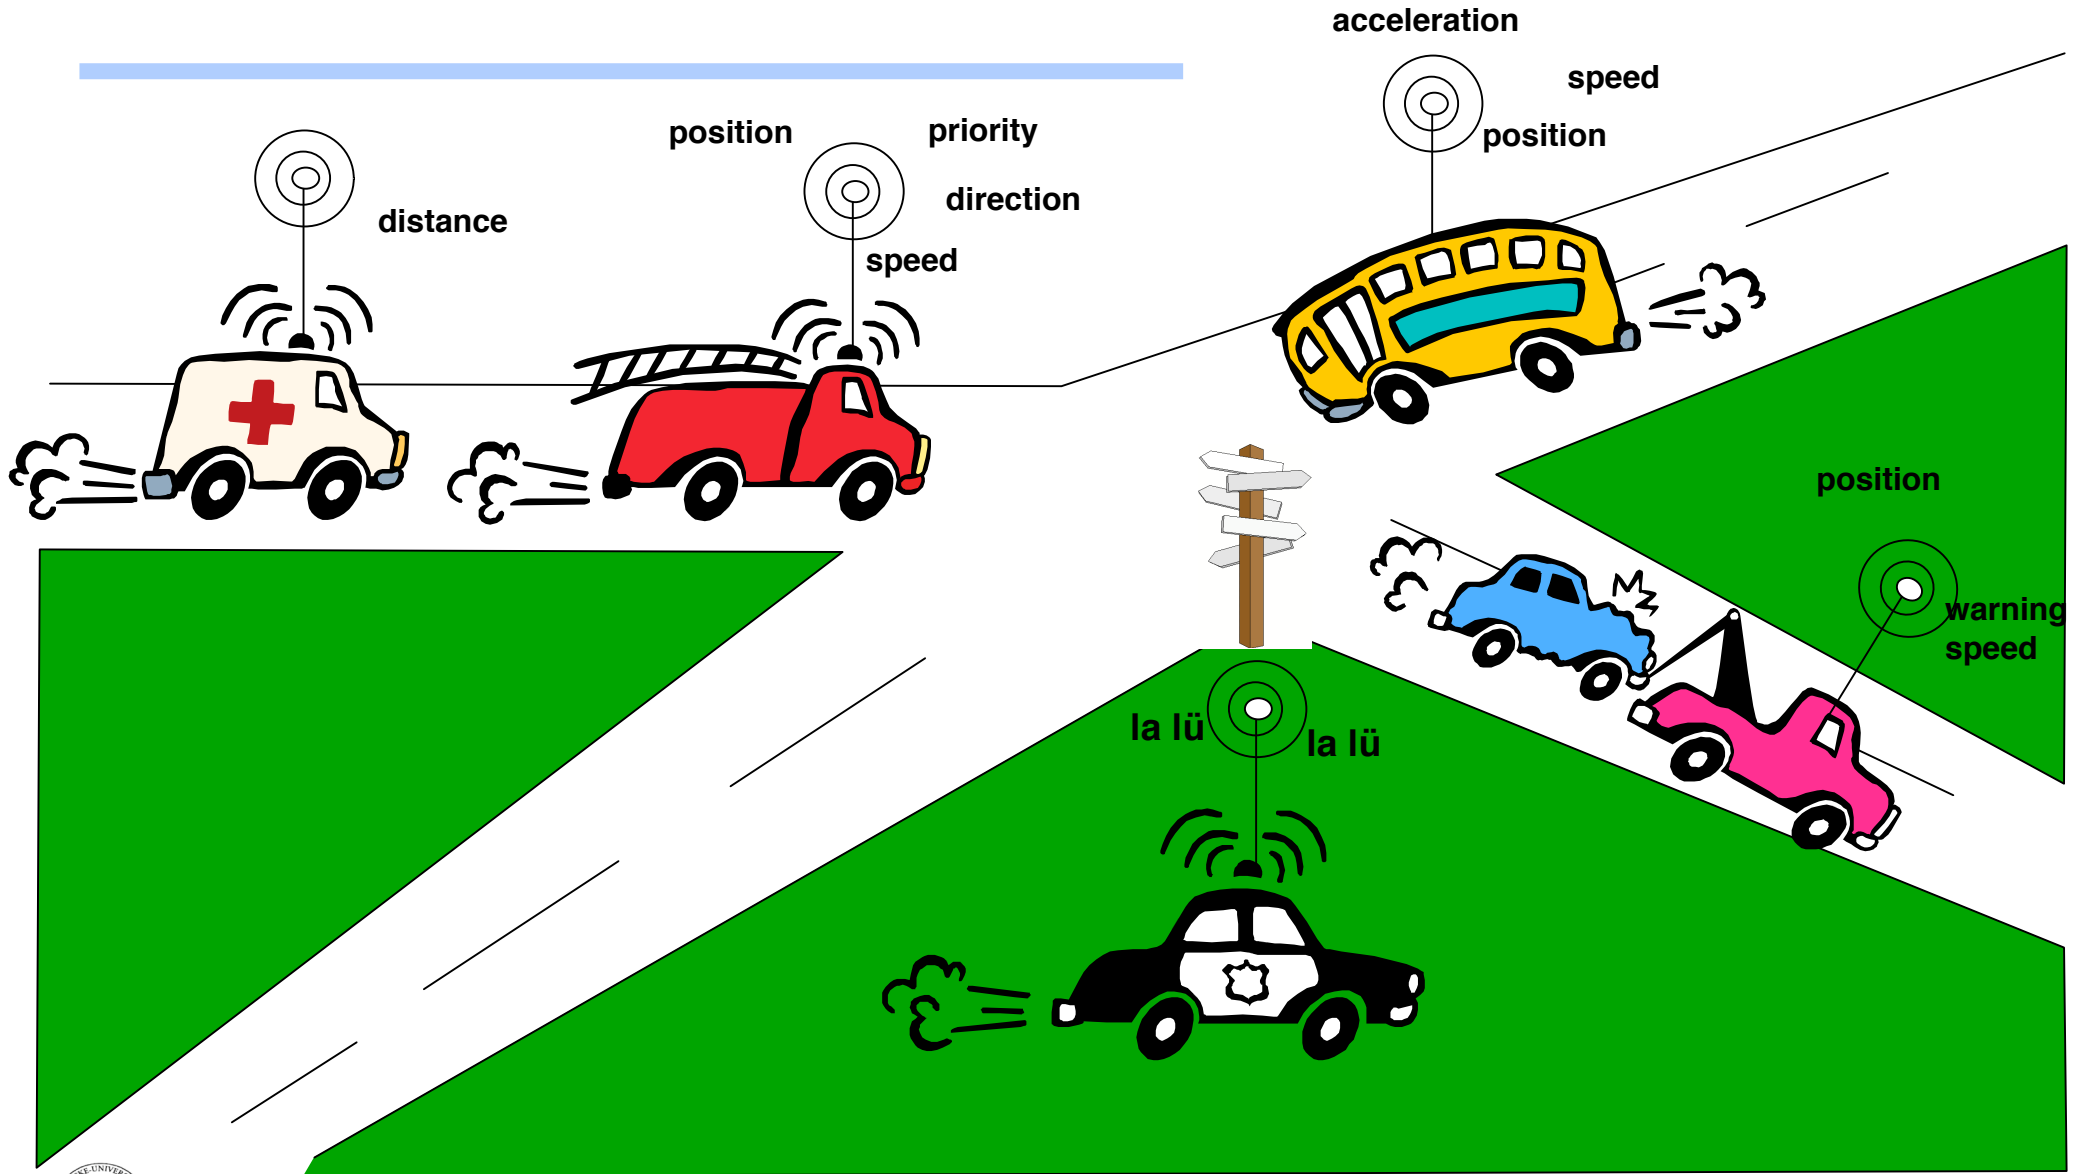 acceleration
speed
position
position
priority
direction
speed
distance
position
warning
speed
la lü
la lü